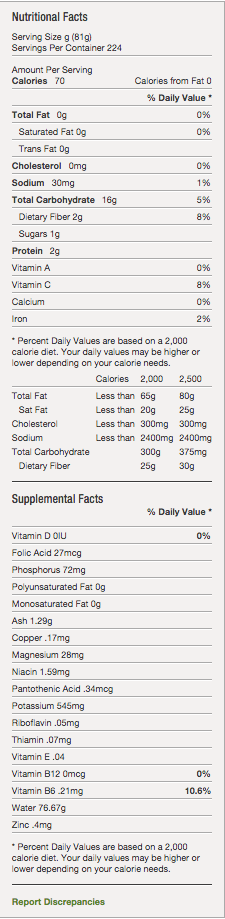 Nutritional Facts
Serving Size g (81g)
Servings Per Container 224
Amount Per Serving
Calories 70 Calories from Fat 0
% Daily Value *
Total Fat 0g 0%
Saturated Fat 0g 0%
Trans Fat 0g
Cholesterol 0mg 0%
Sodium 30mg 1%
Total Carbohydrate 16g 5%
Dietary Fiber 2g 8%
Sugars 1g
Protein 2g
Vitamin A 0%
Vitamin C 8%
Calcium 0%
Iron 2%
* Percent Daily Values are based on a 2,000
calorie diet. Your daily values may be higher or
lower depending on your calorie needs.
Calories 2,000 2,500
Total Fat Less than 65g 80g
Sat Fat Less than 20g 25g
Cholesterol Less than 300mg 300mg
Sodium Less than 2400mg 2400mg
Total Carbohydrate 300g 375mg
Dietary Fiber 25g 30g
Supplemental Facts
% Daily Value *
Vitamin D 0IU 0%
Folic Acid 27mcg
Phosphorus 72mg
Polyunsaturated Fat 0g
Monosaturated Fat 0g
Ash 1.29g
Copper .17mg
Magnesium 28mg
Niacin 1.59mg
Pantothenic Acid .34mcg
Potassium 545mg
Riboflavin .05mg
Thiamin .07mg
Vitamin E .04
Vitamin B12 0mcg 0%
Vitamin B6 .21mg 10.6%
Water 76.67g
Zinc .4mg
* Percent Daily Values are based on a 2,000
calorie diet. Your daily values may be higher or
lower depending on your calorie needs.
Report Discrepancies